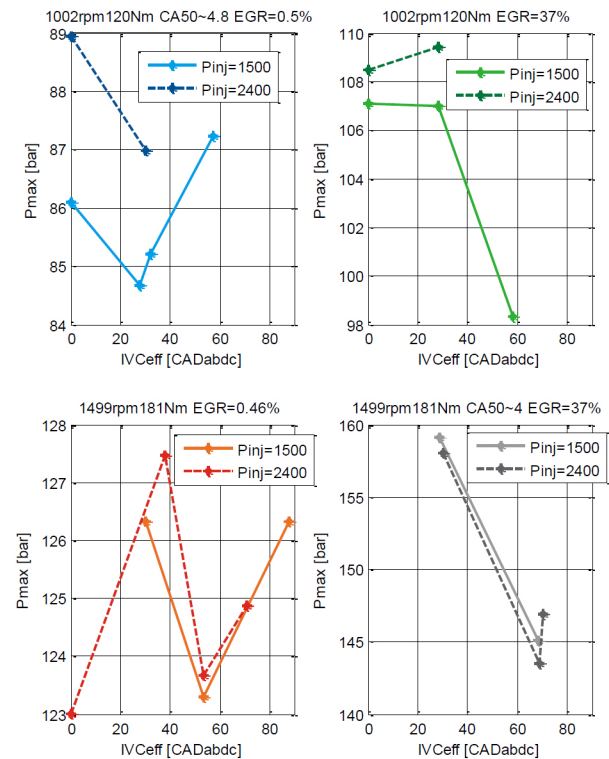 1002rpm120Nm CA50~4.8 EGR=0.5%
89
88
87
86
85
84
Pmax [bar]
0 20 40 60 80
IVCeff [CADabdc]
Pinj=1500
Pinj=2400
1002rpm120Nm EGR=37%
110
108
106
104
102
100
98
Pmax [bar]
0 20 40 60 80
IVCeff [CADabdc]
Pinj=1500
Pinj=2400
1499rpm181Nm EGR=0.46%
128
127
126
125
124
123
Pmax [bar]
0 20 40 60 80
IVCeff [CADabdc]
Pinj=1500
Pinj=2400
1499rpm181Nm CA50~4 EGR=37%
160
155
150
145
140
Pmax [bar]
0 20 40 60 80
IVCeff [CADabdc]
Pinj=1500
Pinj=2400